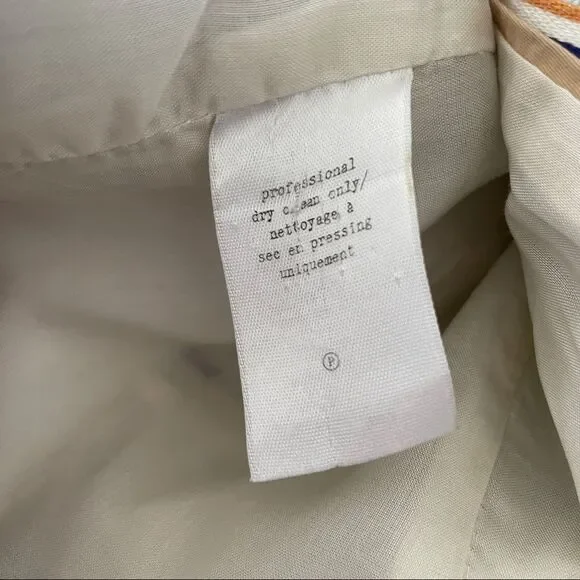 professional
dry clean only/
nettoyage à
sec en pressing
uniquement
P